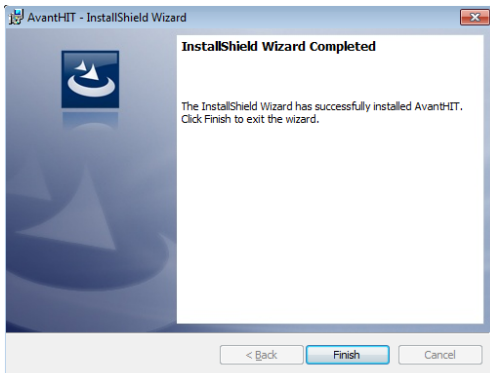 AvantHIT - InstallShield Wizard
InstallShield Wizard Completed
The InstallShield Wizard has successfully installed AvantHIT.
Click Finish to exit the wizard.
< Back
Finish
Cancel